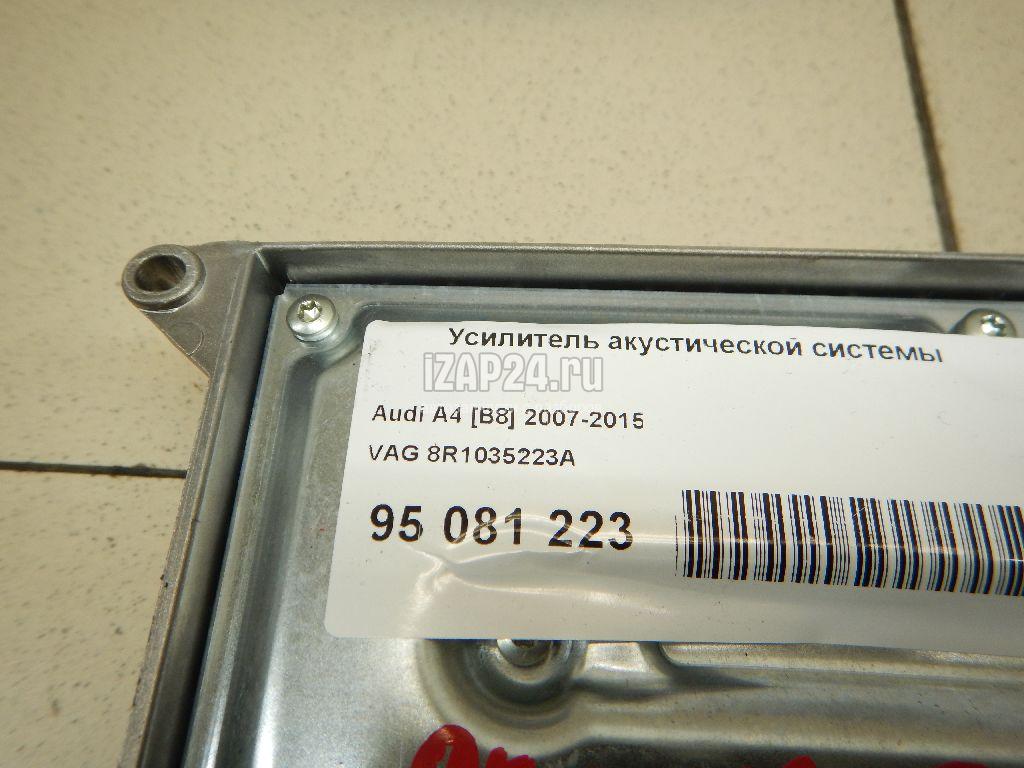 Усилитель акустической системы
iZAP24.ru
Audi A4 [B8] 2007-2015
VAG 8R1035223A
95 081 223